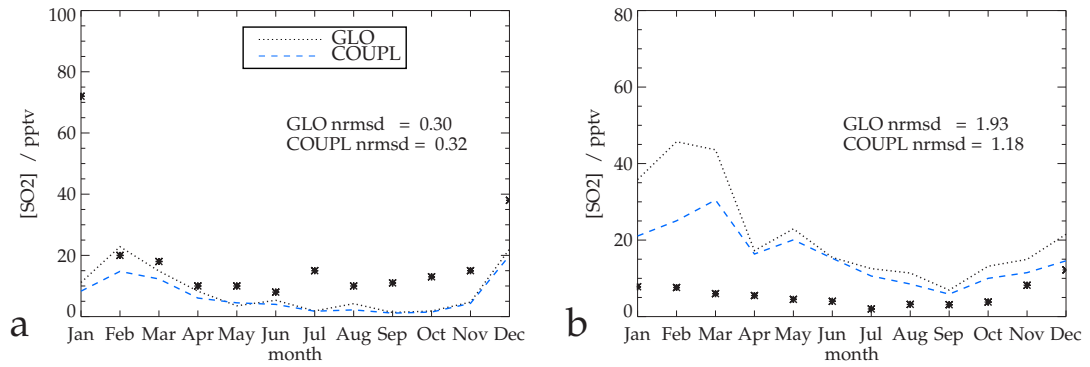 [SO2] / pptv
100
80
60
40
20
0
GLO
COUPL
GLO nrmsd = 0.30
COUPL nrmsd = 0.32
Jan Feb Mar Apr May Jun Jul Aug Sep Oct Nov Dec
month
a
[SO2] / pptv
80
60
40
20
0
GLO nrmsd = 1.93
COUPL nrmsd = 1.18
Jan Feb Mar Apr May Jun Jul Aug Sep Oct Nov Dec
month
b